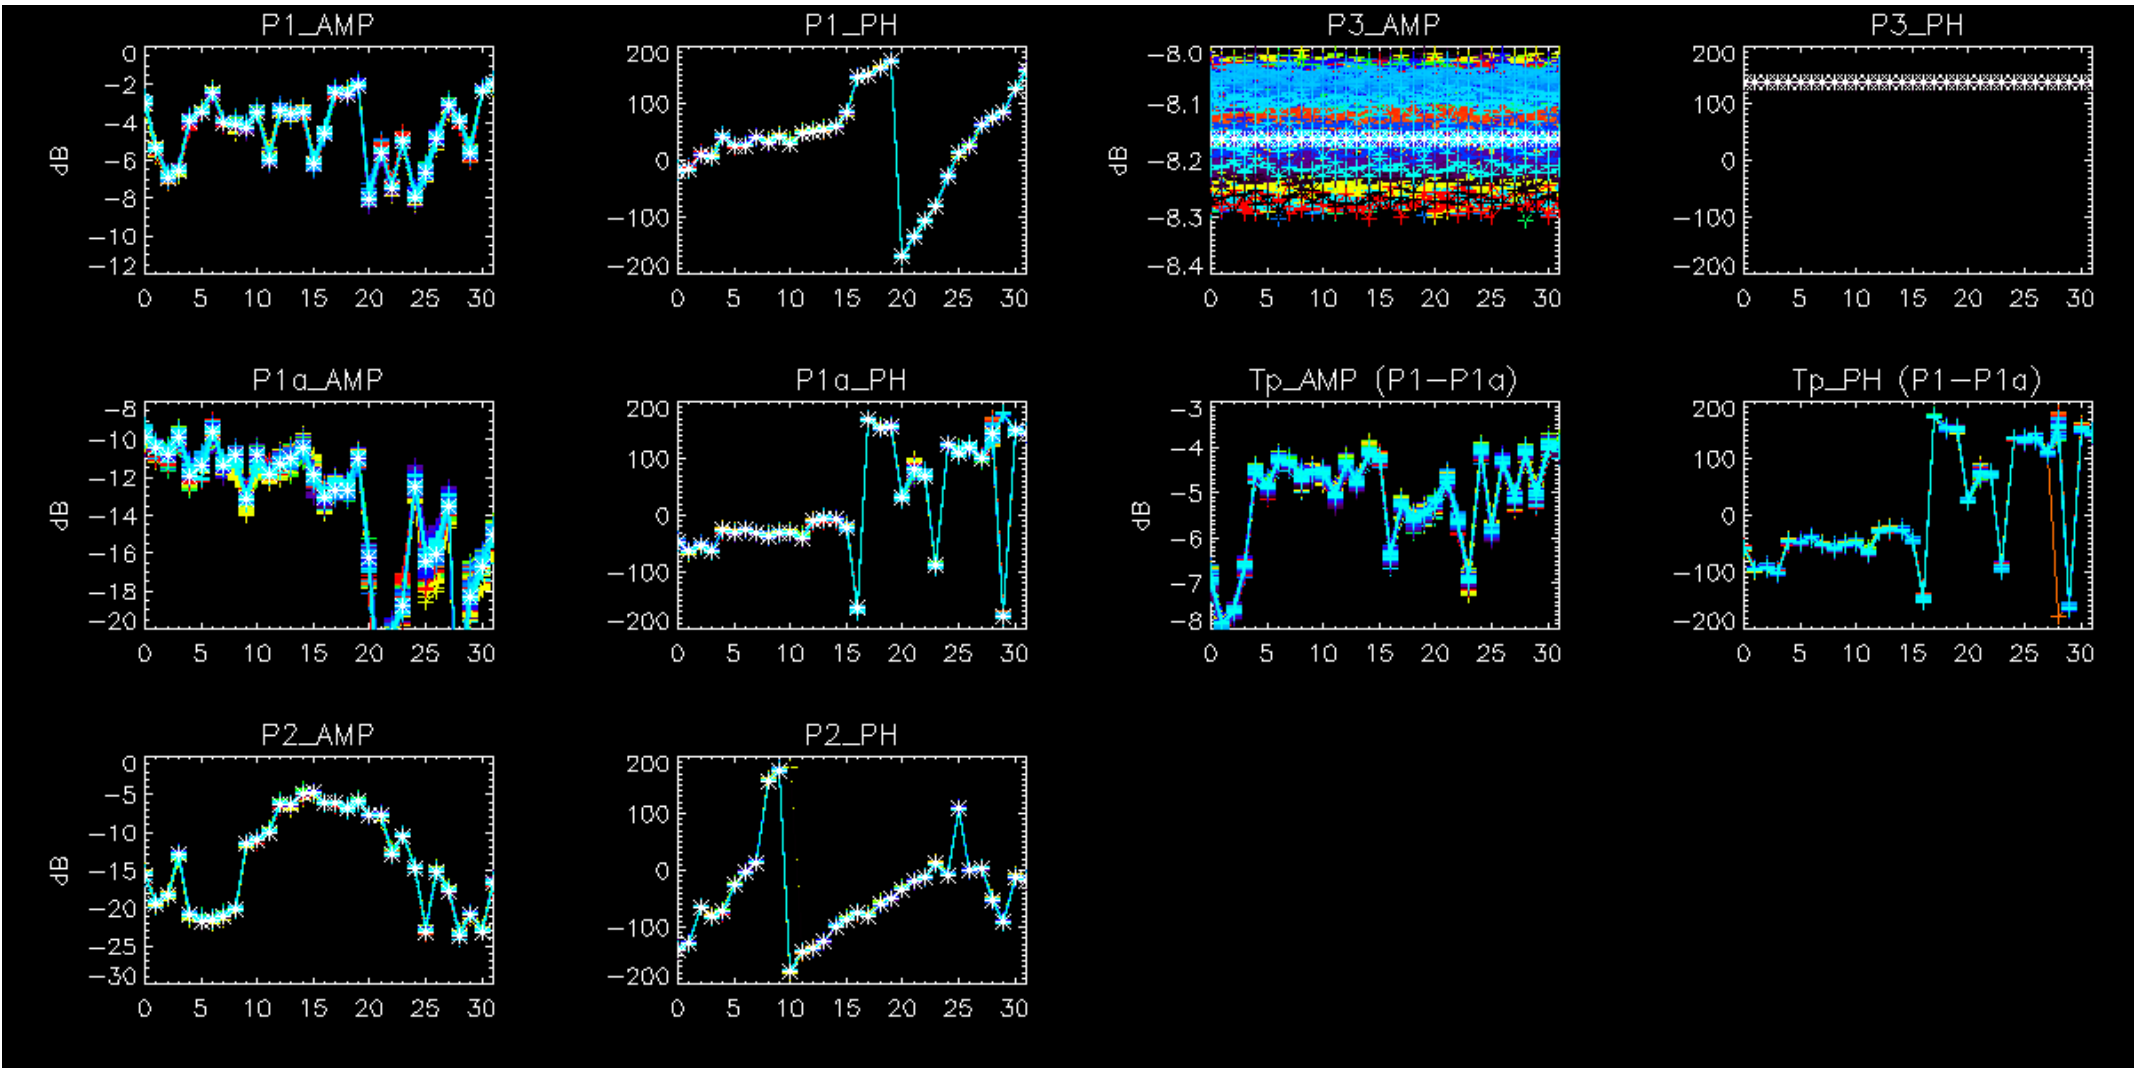 P1_AMP
0
−2
−4
−6
−8
−10
−12
dB
0 5 10 15 20 25 30
P1_PH
200
100
0
−100
−200
0 5 10 15 20 25 30
P3_AMP
−8.0
−8.1
−8.2
−8.3
−8.4
dB
0 5 10 15 20 25 30
P3_PH
200
100
0
−100
−200
0 5 10 15 20 25 30
P1a_AMP
−8
−10
−12
−14
−16
−18
−20
dB
0 5 10 15 20 25 30
P1a_PH
200
100
0
−100
−200
0 5 10 15 20 25 30
Tp_AMP (P1−P1a)
−3
−4
−5
−6
−7
−8
dB
0 5 10 15 20 25 30
Tp_PH (P1−P1a)
200
100
0
−100
−200
0 5 10 15 20 25 30
P2_AMP
0
−5
−10
−15
−20
−25
−30
dB
0 5 10 15 20 25 30
P2_PH
200
100
0
−100
−200
0 5 10 15 20 25 30